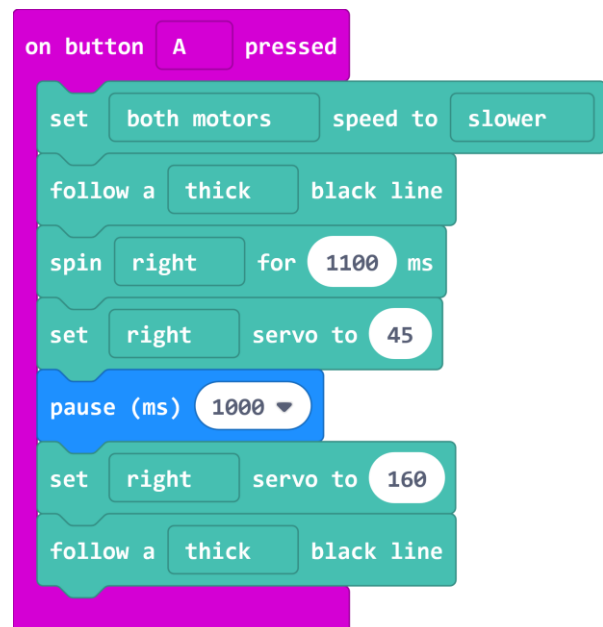 on button A pressed
set both motors speed to slower
follow a thick black line
spin right for 1100 ms
set right servo to 45
pause (ms) 1000
set right servo to 160
follow a thick black line